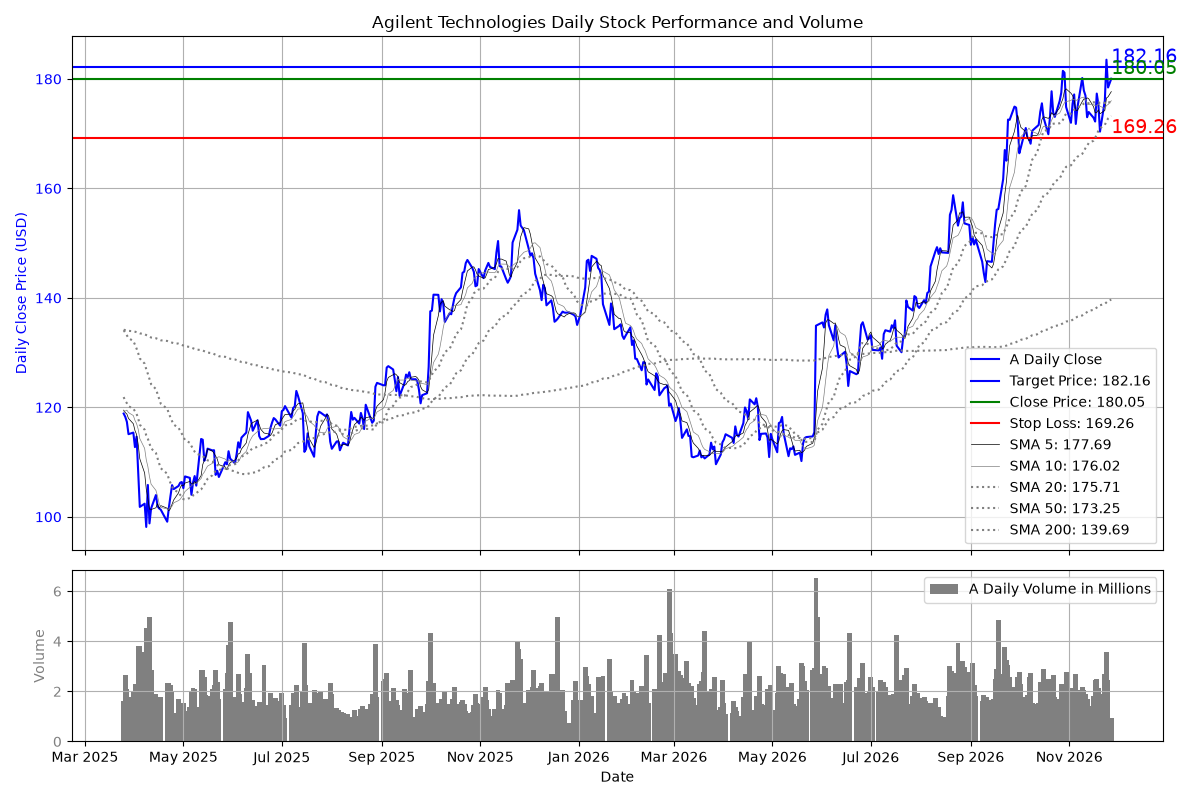 Agilent Technologies Daily Stock Performance and Volume
182.16
180.05
169.26
Daily Close Price (USD)
180
160
140
120
100
A Daily Close
Target Price: 182.16
Close Price: 180.05
Stop Loss: 169.26
SMA 5: 177.69
SMA 10: 176.02
SMA 20: 175.71
SMA 50: 173.25
SMA 200: 139.69
A Daily Volume in Millions
Volume
6
4
2
0
Mar 2025 May 2025 Jul 2025 Sep 2025 Nov 2025 Jan 2026 Mar 2026 May 2026 Jul 2026 Sep 2026 Nov 2026
Date